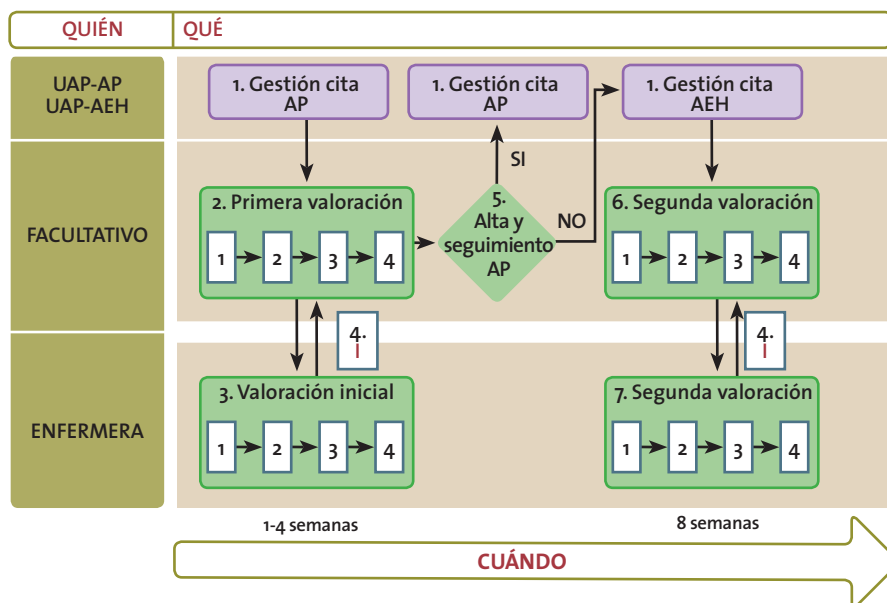 QUIÉN
QUÉ
UAP-AP
UAP-AEH
1. Gestión cita
AP
1. Gestión cita
AP
1. Gestión cita
AEH
SI
FACULTATIVO
2. Primera valoración
1
2
3
4
5.
Alta y
seguimiento
AP
NO
6. Segunda valoración
1
2
3
4
4.
i
4.
i
ENFERMERA
3. Valoración inicial
1
2
3
4
7. Segunda valoración
1
2
3
4
1-4 semanas
8 semanas
CUÁNDO